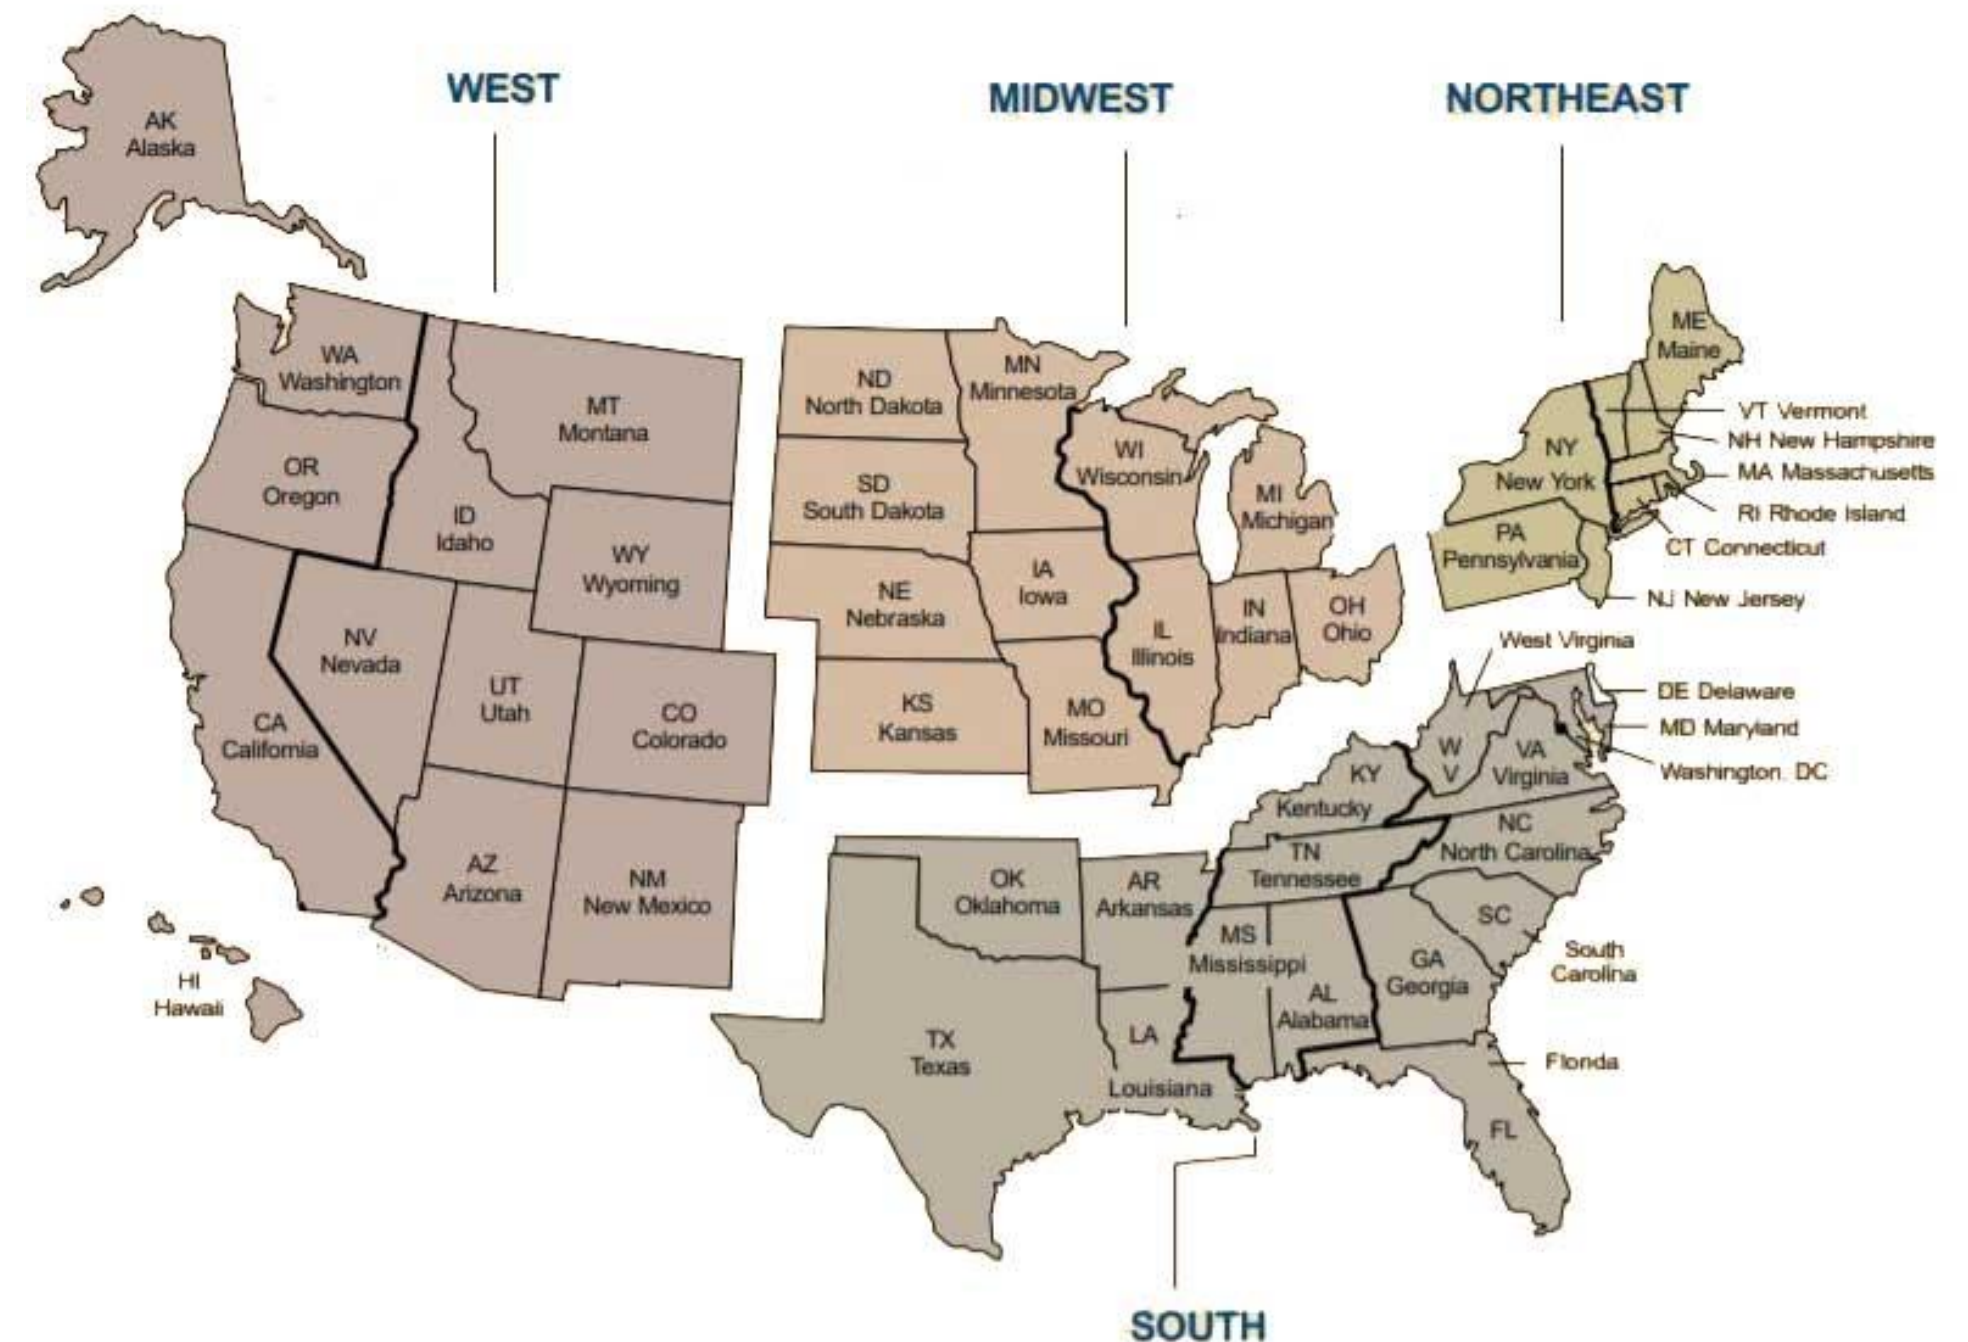 WEST
MIDWEST
NORTHEAST
AK
Alaska
WA
Washington
MT
Montana
OR
Oregon
ID
Idaho
WY
Wyoming
NV
Nevada
UT
Utah
CO
Colorado
CA
California
AZ
Arizona
NM
New Mexico
HI
Hawaii
ND
North Dakota
MN
Minnesota
SD
South Dakota
WI
Wisconsin
MI
Michigan
NE
Nebraska
IA
Iowa
IL
Illinois
IN
Indiana
OH
Ohio
KS
Kansas
MO
Missouri
ME
Maine
VT Vermont
NH New Hampshire
NY
New York
MA Massachusetts
RI Rhode Island
PA
Pennsylvania
CT Connecticut
NJ New Jersey
West Virginia
DE Delaware
MD Maryland
Washington. DC
W
V
VA
Virginia
KY
Kentucky
NC
North Carolina
TN
Tennessee
OK
Oklahoma
AR
Arkansas
SC
South
Carolina
MS
Mississippi
GA
Georgia
AL
Alabama
TX
Texas
LA
Louisiana
Florida
FL
SOUTH